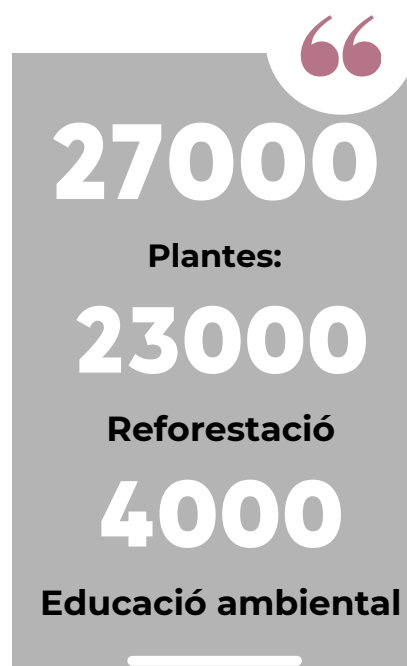 “
27000
Plantes:
23000
Reforestació
4000
Educació ambiental